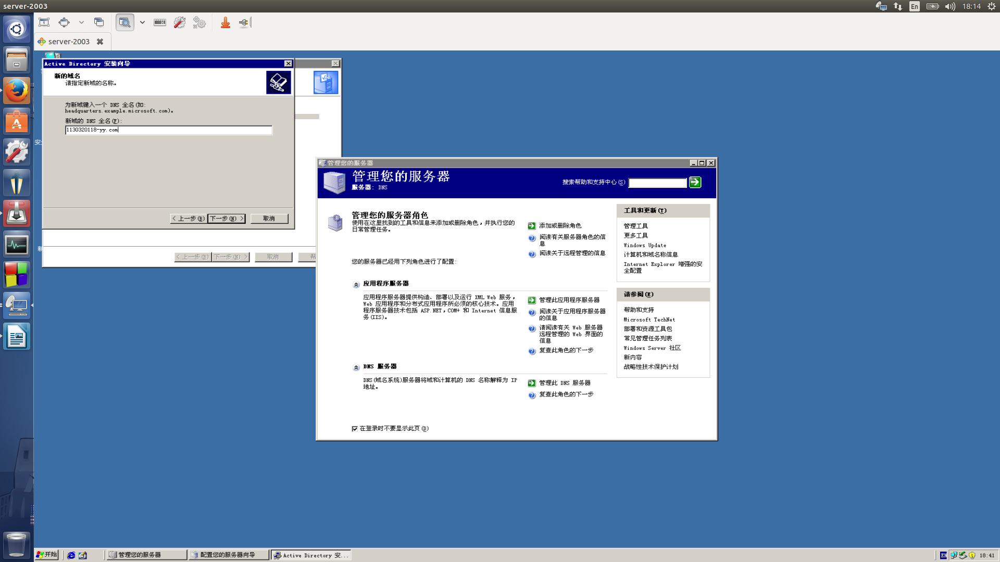 server-2003
En
18:14
server-2003
Active Directory 安装向导
新的域名
请指定新域的名称。
为新域键入一个 DNS 全名(如:
headquarters.example.microsoft.com)。
新域的 DNS 全名(F):
1130320118-yy.com
< 上一步(B)
下一步(N) >
取消
< 上一步(B)
下一步(N) >
取消
管理您的服务器
管理您的服务器
服务器: DNS
搜索帮助和支持中心(S)
管理您的服务器角色
使用在这里找到的工具和信息来添加或删除角色，并执行您的
日常管理任务。
添加或删除角色
阅读有关服务器角色的信
息
阅读关于远程管理的信息
您的服务器已经用下列角色进行了配置:
应用程序服务器
应用程序服务器提供构造、部署以及运行 XML Web 服务，
Web 应用程序和分布式应用程序所必须的核心技术。应用
程序服务器技术包括 ASP.NET，COM+ 和 Internet 信息服
务(IIS)。
管理此应用程序服务器
阅读关于应用程序服务器
的信息
请阅读有关 Web 服务器
远程管理的 Web 界面的
信息
复查此角色的下一步
DNS 服务器
DNS(域名系统)服务器将域和计算机的 DNS 名称解释为 IP
地址。
管理此 DNS 服务器
复查此角色的下一步
在登录时不要显示此页(D)
工具和更新(T)
管理工具
更多工具
Windows Update
计算机和域名称信息
Internet Explorer 增强的安
全配置
请参阅(E)
帮助和支持
Microsoft TechNet
部署和资源工具包
常见管理任务列表
Windows Server 社区
新内容
战略性技术保护计划
开始
管理您的服务器
配置您的服务器向导
Active Directory 安...
EN
18:41